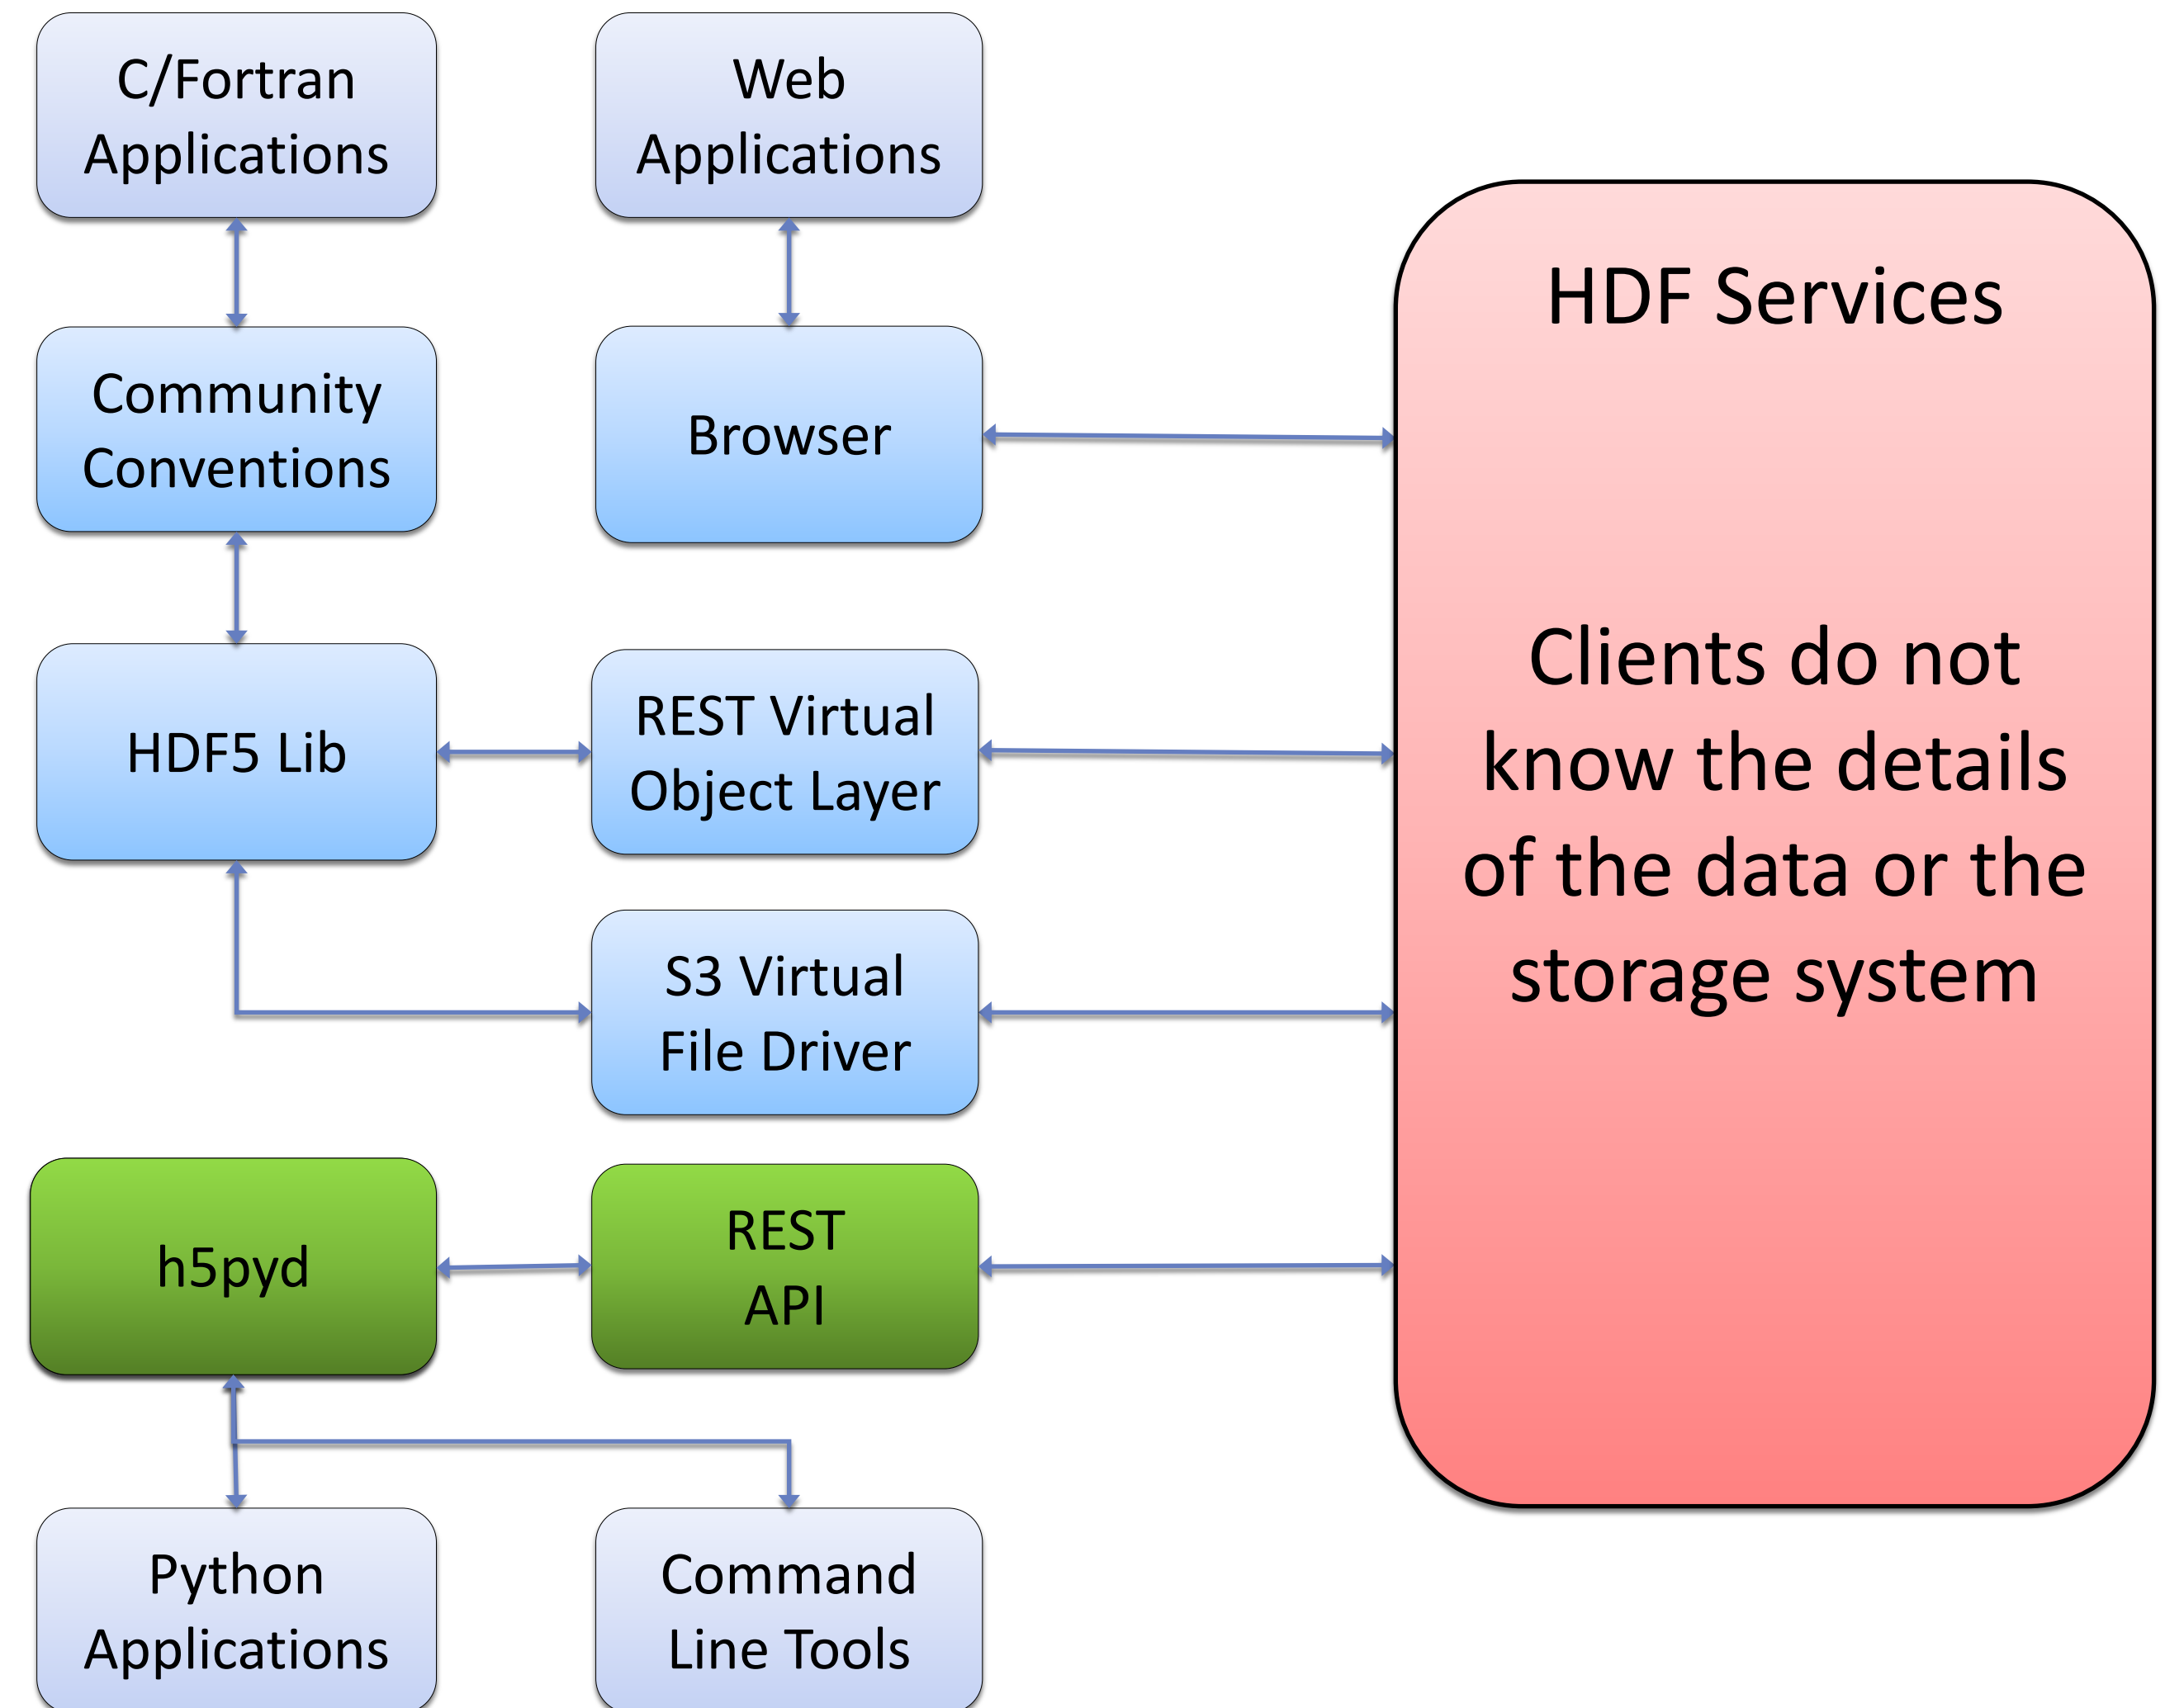 C/Fortran
Applications
Web
Applications
HDF Services
Community
Conventions
Browser
Clients do not
know the details
of the data or the
storage system
HDF5 Lib
REST Virtual
Object Layer
S3 Virtual
File Driver
h5pyd
REST
API
Python
Applications
Command
Line Tools